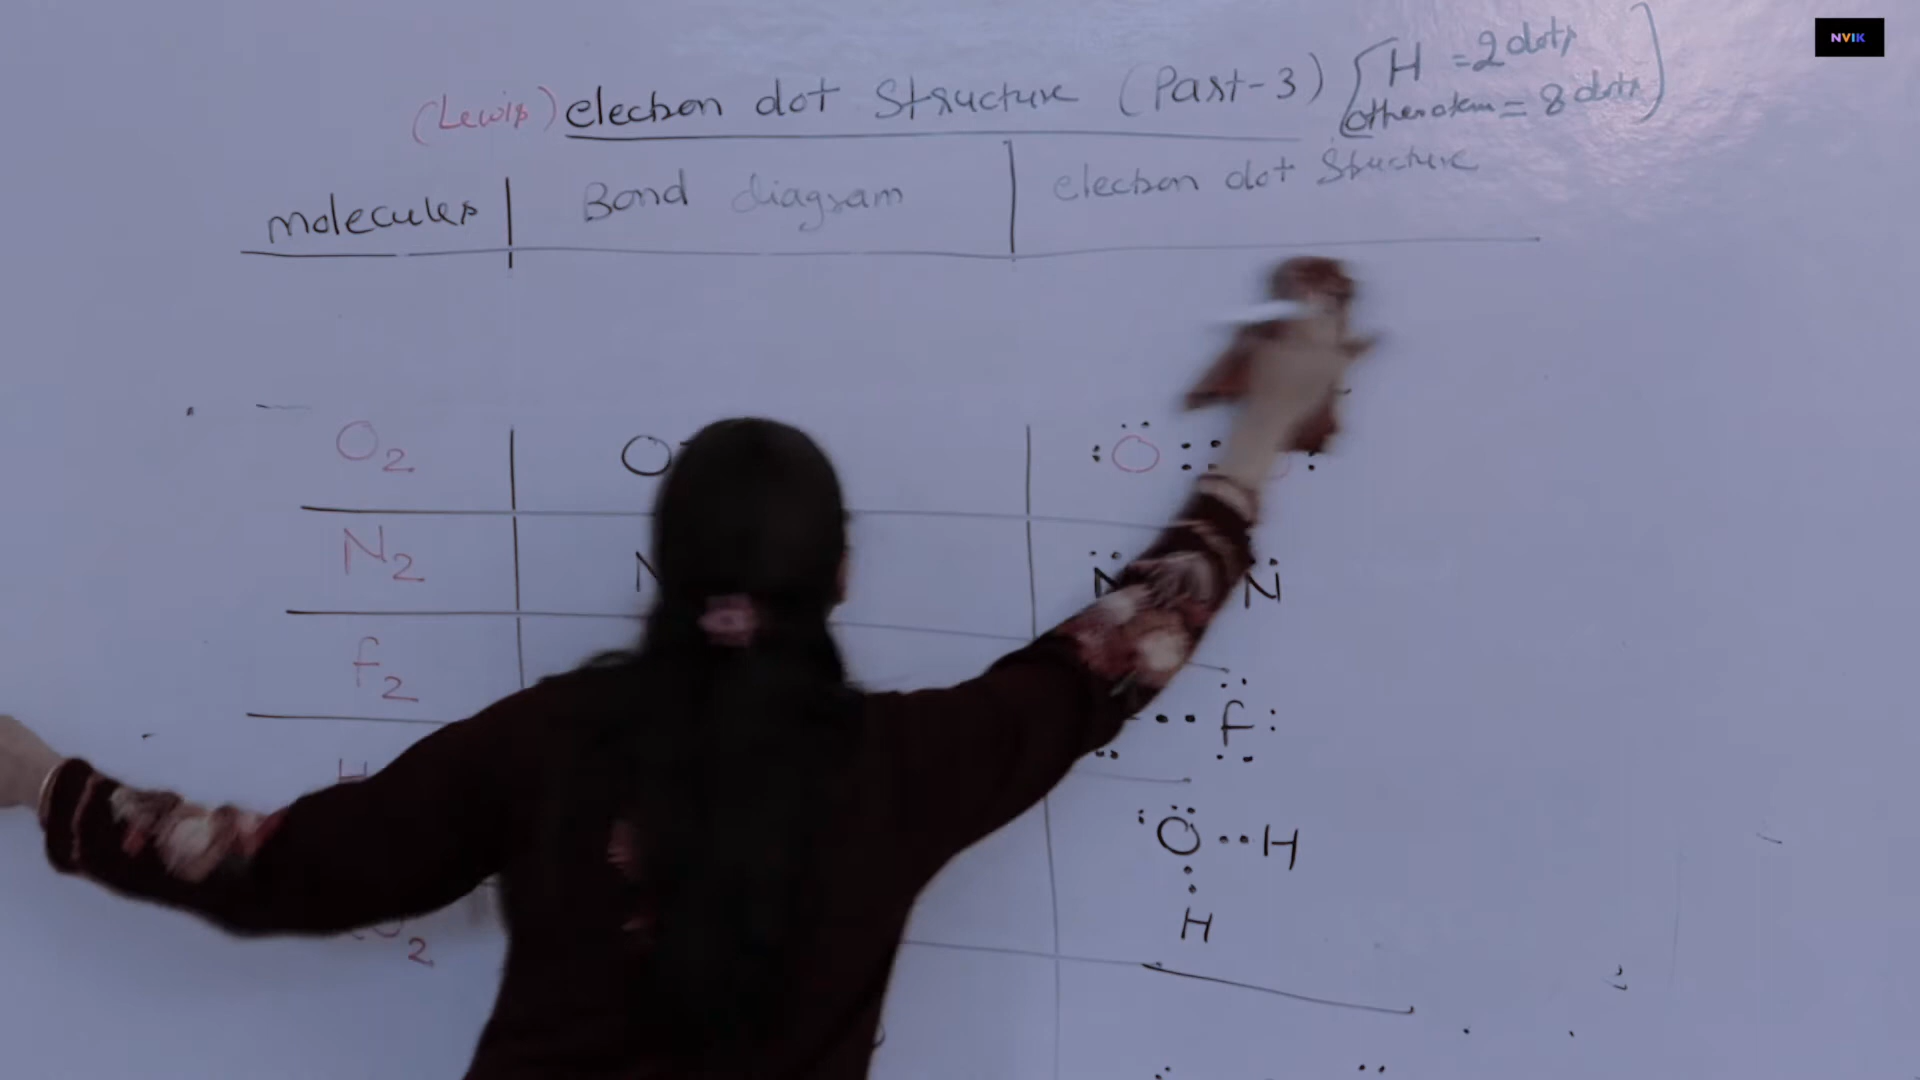 NVIK
(Lewis) electron dot structure (Part-3) [H = 2 dots
other atom = 8 dots]
molecules Bond diagram electron dot structure
O2 O :O::
N2 N N
f2 f:
H O··H
H
2